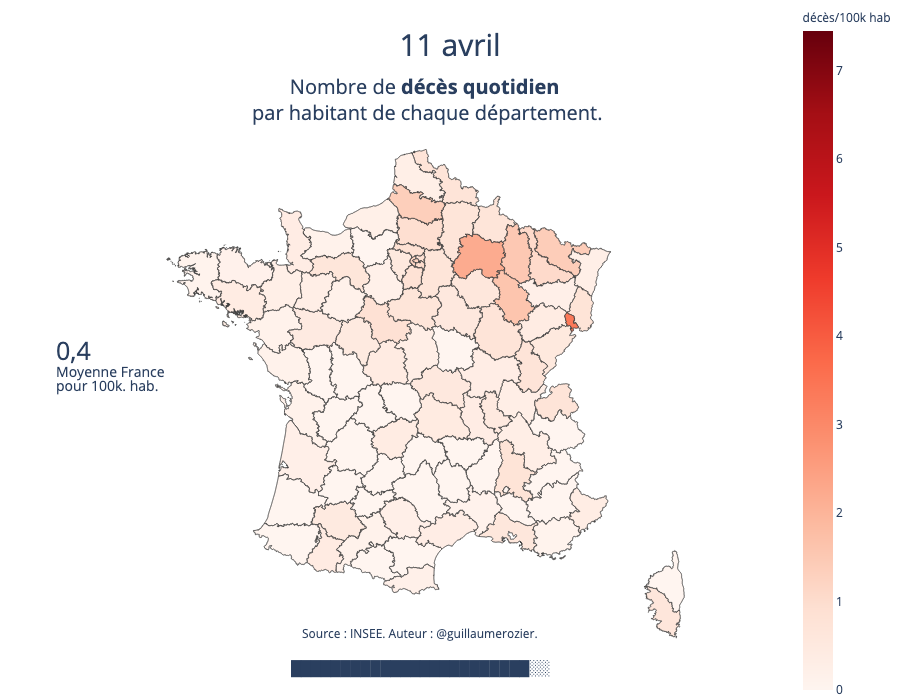 11 avril
Nombre de décès quotidien
par habitant de chaque département.
décès/100k hab
7
6
5
4
3
2
1
0
0,4
Moyenne France
pour 100k. hab.
Source : INSEE. Auteur : @guillaumerozier.